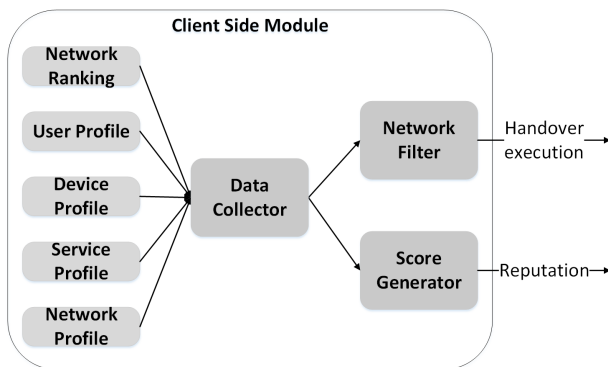 Client Side Module
Network
Ranking
User Profile
Device
Profile
Service
Profile
Network
Profile
Data
Collector
Network
Filter
Score
Generator
Handover
execution
Reputation